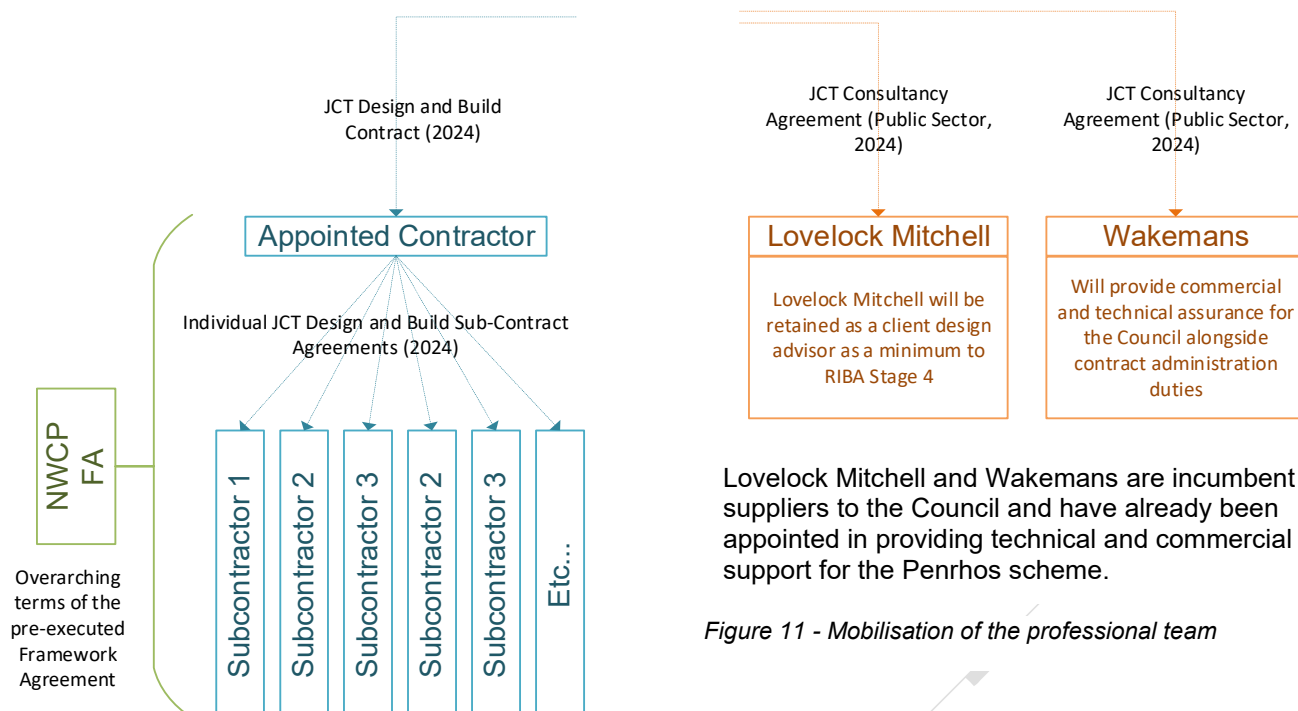 JCT Design and Build
Contract (2024)
Appointed Contractor
Individual JCT Design and Build Sub-Contract
Agreements (2024)
NWCP
FA
Overarching
terms of the
pre-executed
Framework
Agreement
Subcontractor 1
Subcontractor 2
Subcontractor 3
Subcontractor 2
Subcontractor 3
Etc...
JCT Consultancy
Agreement (Public Sector,
2024)
Lovelock Mitchell
Lovelock Mitchell will be
retained as a client design
advisor as a minimum to
RIBA Stage 4
JCT Consultancy
Agreement (Public Sector,
2024)
Wakemans
Will provide commercial
and technical assurance for
the Council alongside
contract administration
duties
Lovelock Mitchell and Wakemans are incumbent
suppliers to the Council and have already been
appointed in providing technical and commercial
support for the Penrhos scheme.
Figure 11 - Mobilisation of the professional team